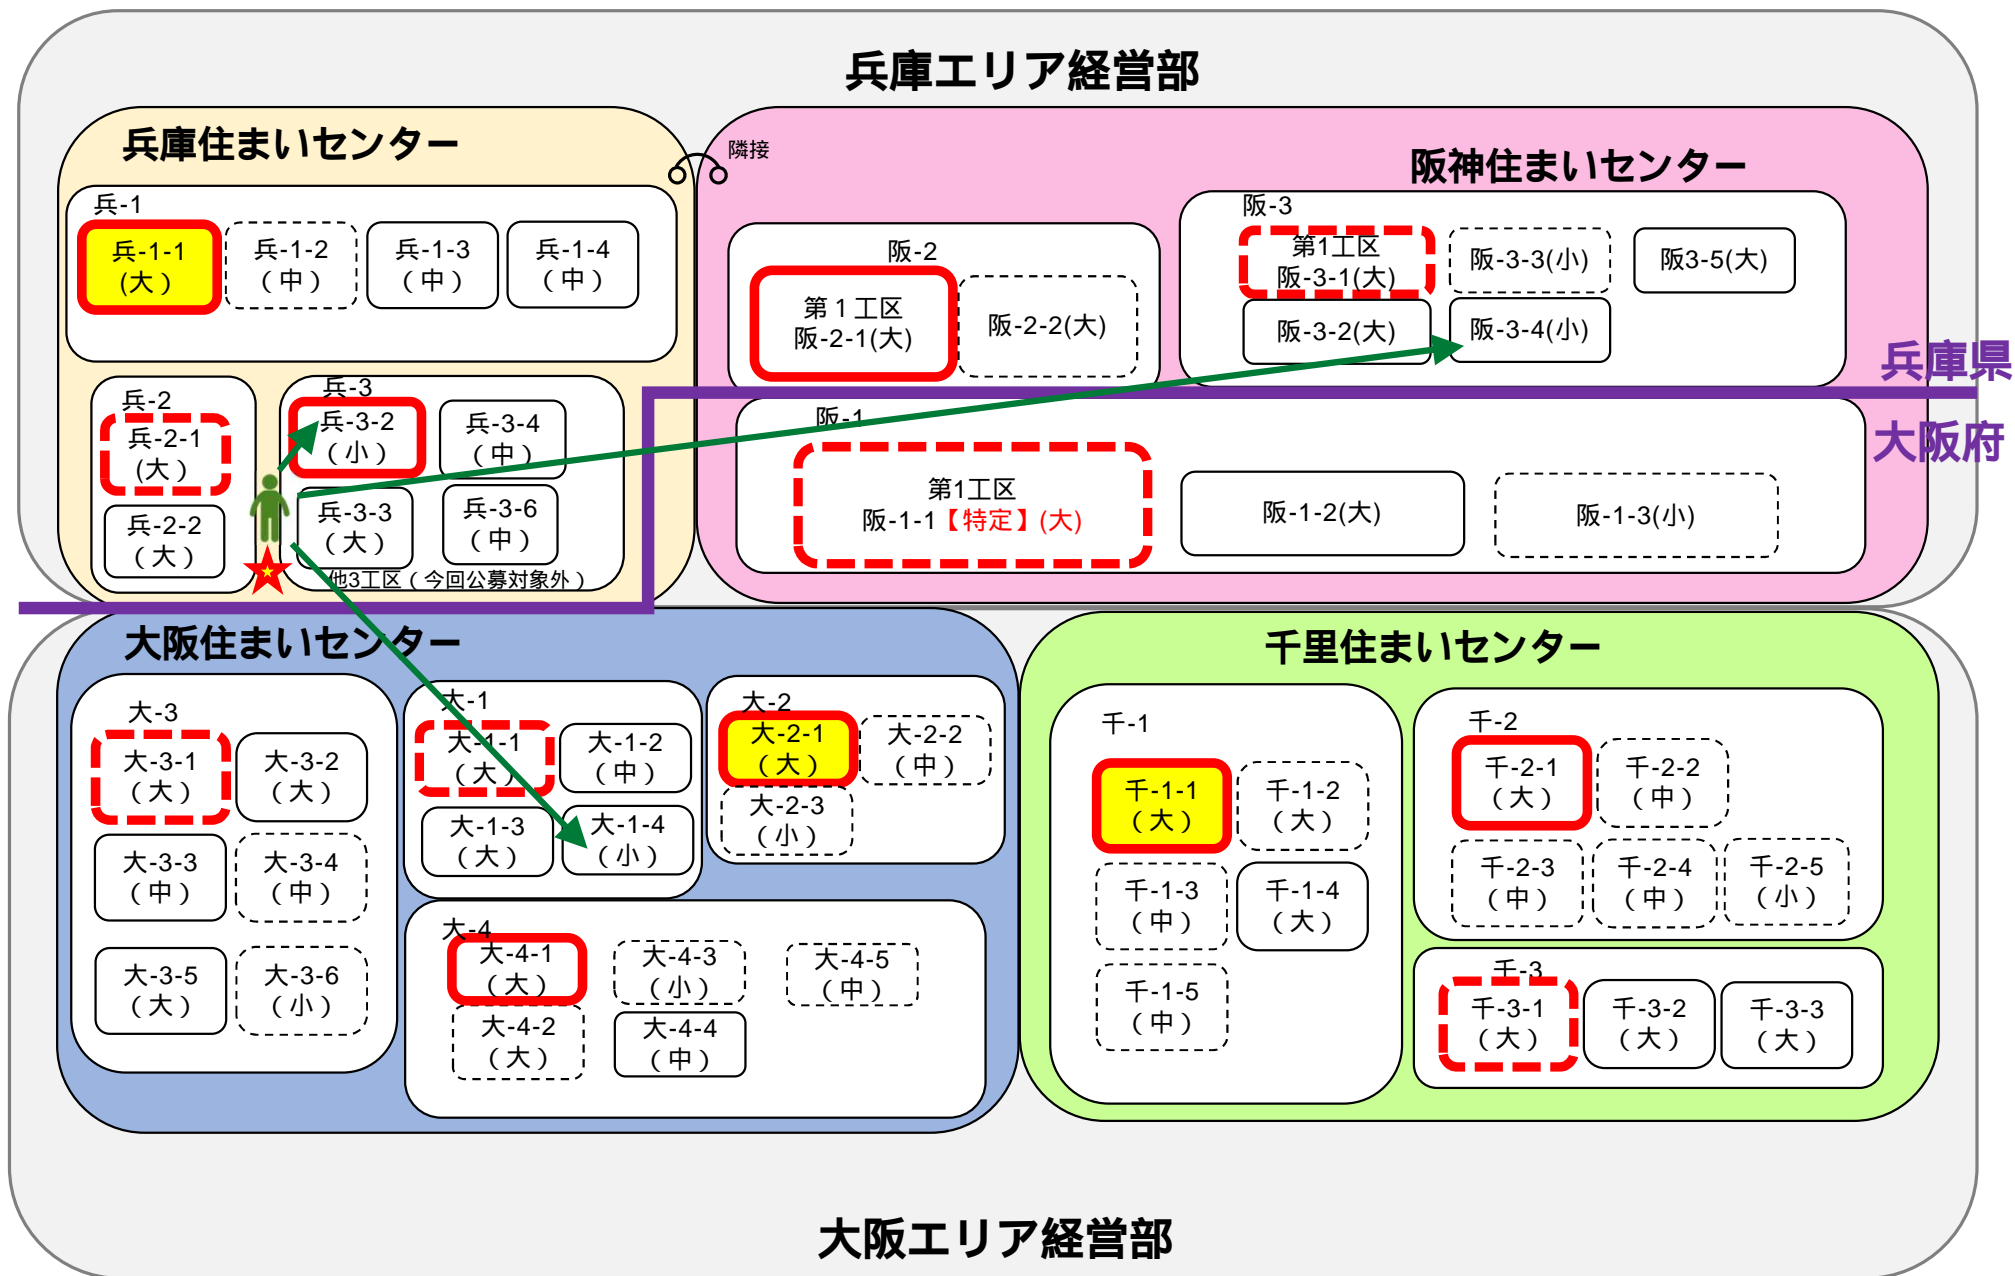 兵庫エリア経営部
兵庫住まいセンター
隣接
阪神住まいセンター
兵-1
兵-1-1
(大）
兵-1-2
（中）
兵-1-3
（中）
兵-1-4
（中）
阪-2
第１工区
阪-2-1(大)
阪-2-2(大)
阪-3
第1工区
阪-3-1(大)
阪-3-3(小)
阪3-5(大)
阪-3-2(大)
阪-3-4(小)
兵庫県
大阪府
兵-2
兵-2-1
(大）
兵-2-2
（大）
兵-3
兵-3-2
（小）
兵-3-4
（中）
兵-3-3
（大）
兵-3-6
（中）
他3工区（今回公募対象外）
阪-1
第1工区
阪-1-1【特定】(大)
阪-1-2(大)
阪-1-3(小)
大阪住まいセンター
大-3
大-3-1
（大）
大-3-2
（大）
大-3-3
（中）
大-3-4
（中）
大-3-5
（大）
大-3-6
（小）
大-1
大-1-1
（大）
大-1-2
（中）
大-1-3
（大）
大-1-4
（小）
大-2
大-2-1
（大）
大-2-2
（中）
大-2-3
（小）
大-4
大-4-1
（大）
大-4-3
（小）
大-4-5
（中）
大-4-2
（大）
大-4-4
（中）
千里住まいセンター
千-1
千-1-1
（大）
千-1-2
（大）
千-1-3
（中）
千-1-4
（大）
千-1-5
（中）
千-2
千-2-1
（大）
千-2-2
（中）
千-2-3
（中）
千-2-4
（中）
千-2-5
（小）
千-3
千-3-1
（大）
千-3-2
（大）
千-3-3
（大）
大阪エリア経営部